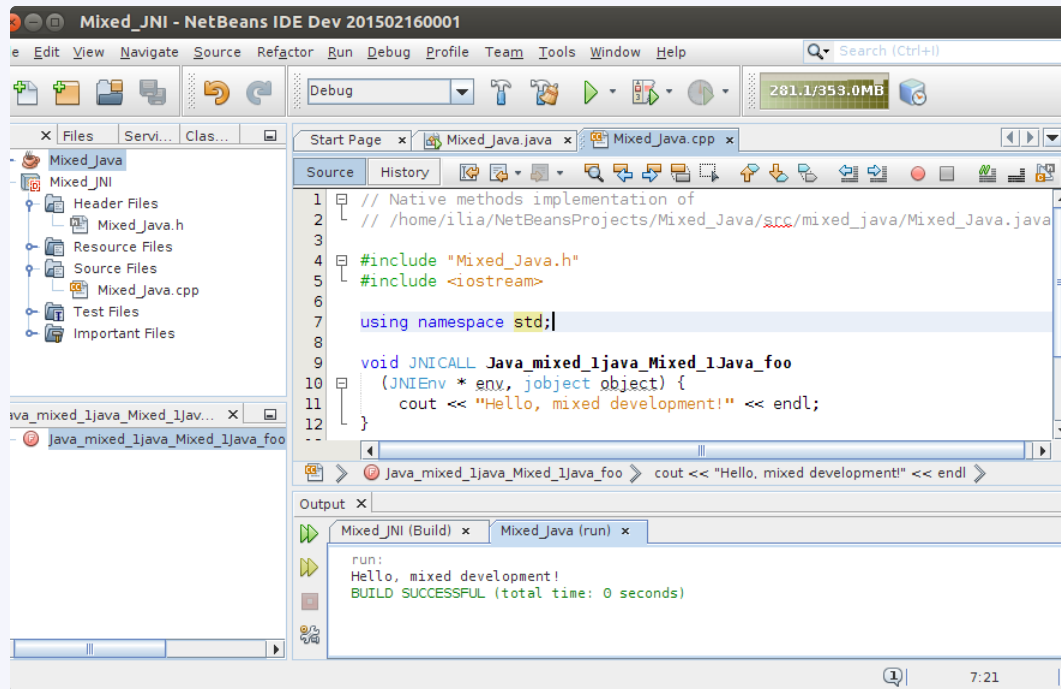 Mixed_JNI - NetBeans IDE Dev 201502160001
e Edit View Navigate Source Refactor Run Debug Profile Team Tools Window Help
Search (Ctrl+I)
Debug
281.1/353.0MB
Files Servi... Clas...
Mixed_Java
Mixed_JNI
Header Files
Mixed_Java.h
Resource Files
Source Files
Mixed_Java.cpp
Test Files
Important Files
ava_mixed_1java_Mixed_1Jav...
Java_mixed_1java_Mixed_1Java_foo
Start Page Mixed_Java.java Mixed_Java.cpp
Source History
1 // Native methods implementation of
2 // /home/ilia/NetBeansProjects/Mixed_Java/src/mixed_java/Mixed_Java.java
3
4 #include "Mixed_Java.h"
5 #include <iostream>
6
7 using namespace std;
8
9 void JNICALL Java_mixed_1java_Mixed_1Java_foo
10 (JNIEnv * env, jobject object) {
11 cout << "Hello, mixed development!" << endl;
12 }
Java_mixed_1java_Mixed_1Java_foo cout << "Hello, mixed development!" << endl
Output
Mixed_JNI (Build) Mixed_Java (run)
run:
Hello, mixed development!
BUILD SUCCESSFUL (total time: 0 seconds)
1 7:21